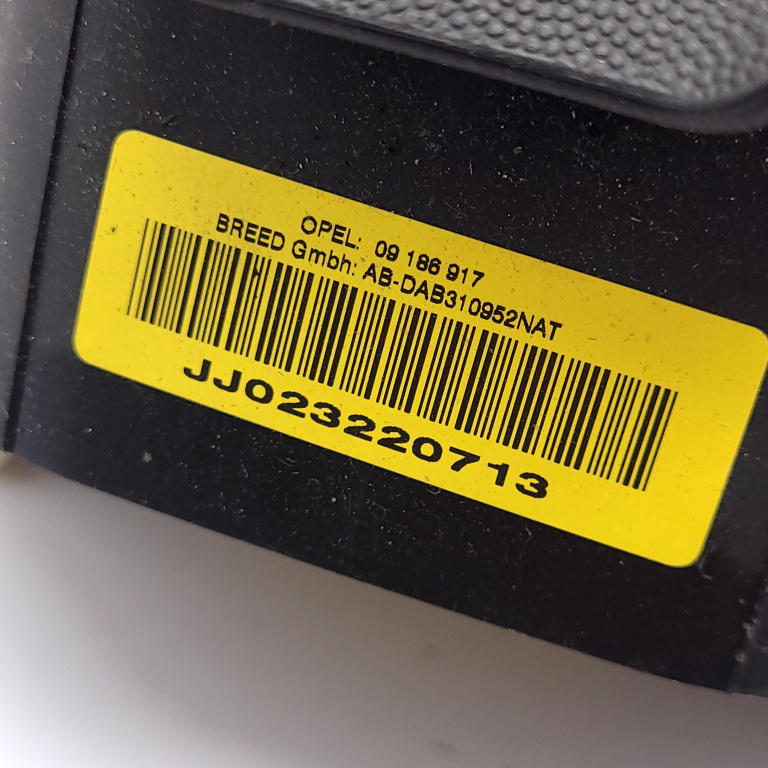 OPEL: 09 186 917
BREED Gmbh: AB-DAB310952NAT
JJ023220713